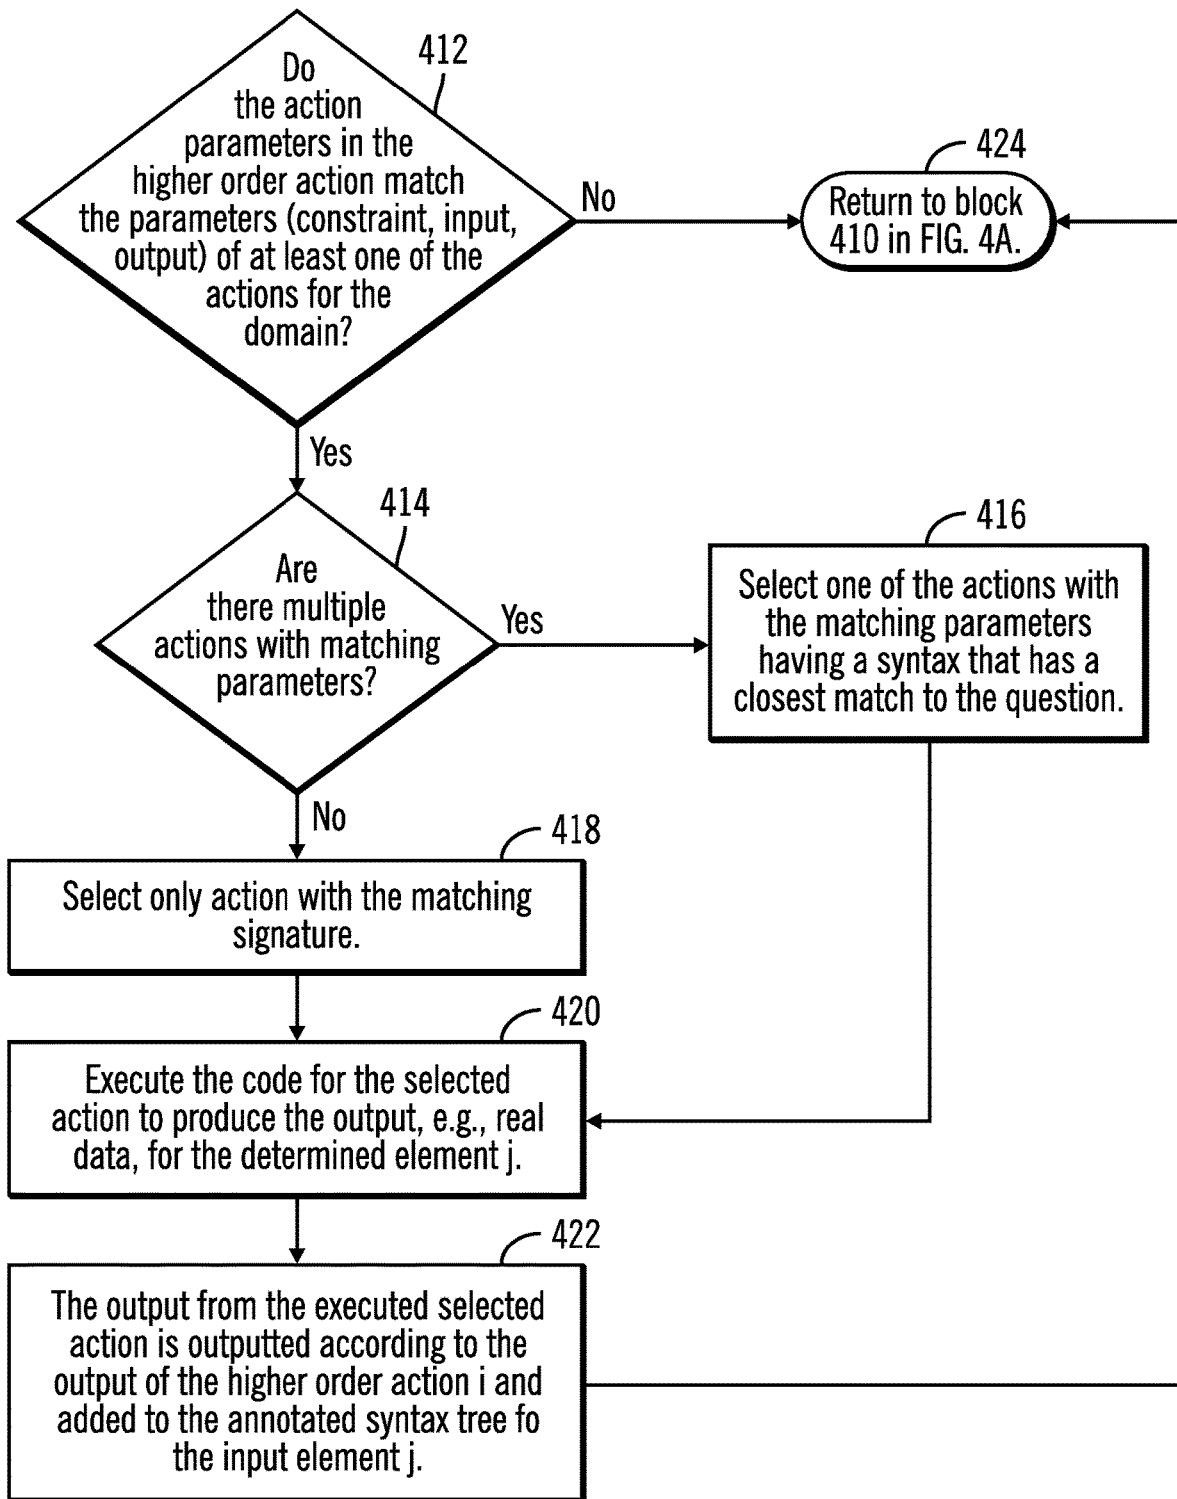 412
Do
the action
parameters in the
higher order action match
the parameters (constraint, input,
output) of at least one of the
actions for the
domain?
No
424
Return to block
410 in FIG. 4A.
Yes
414
Are
there multiple
actions with matching
parameters?
Yes
416
Select one of the actions with
the matching parameters
having a syntax that has a
closest match to the question.
No
418
Select only action with the matching
signature.
420
Execute the code for the selected
action to produce the output, e.g., real
data, for the determined element j.
422
The output from the executed selected
action is outputted according to the
output of the higher order action i and
added to the annotated syntax tree fo
the input element j.